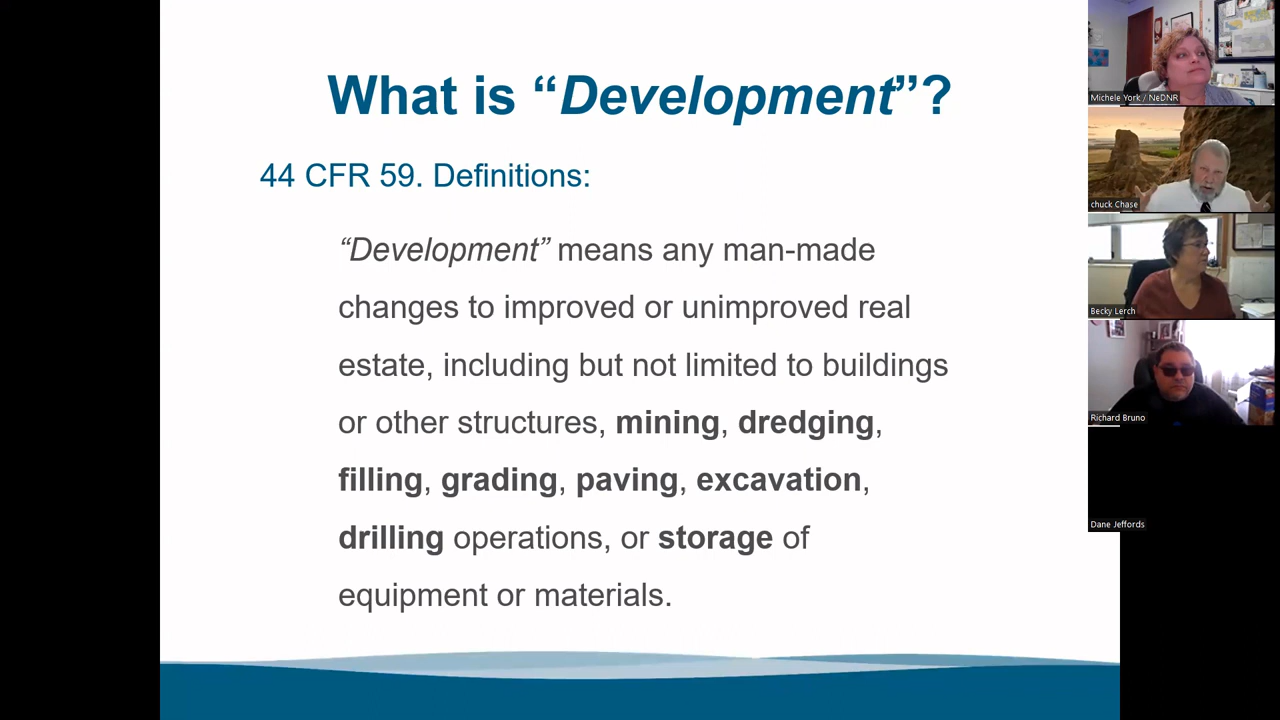 What is “Development”?
44 CFR 59. Definitions:
“Development” means any man-made
changes to improved or unimproved real
estate, including but not limited to buildings
or other structures, mining, dredging,
filling, grading, paving, excavation,
drilling operations, or storage of
equipment or materials.
Michele York / NeDNR
chuck Chase
Becky Lerch
Richard Bruno
Dane Jeffords